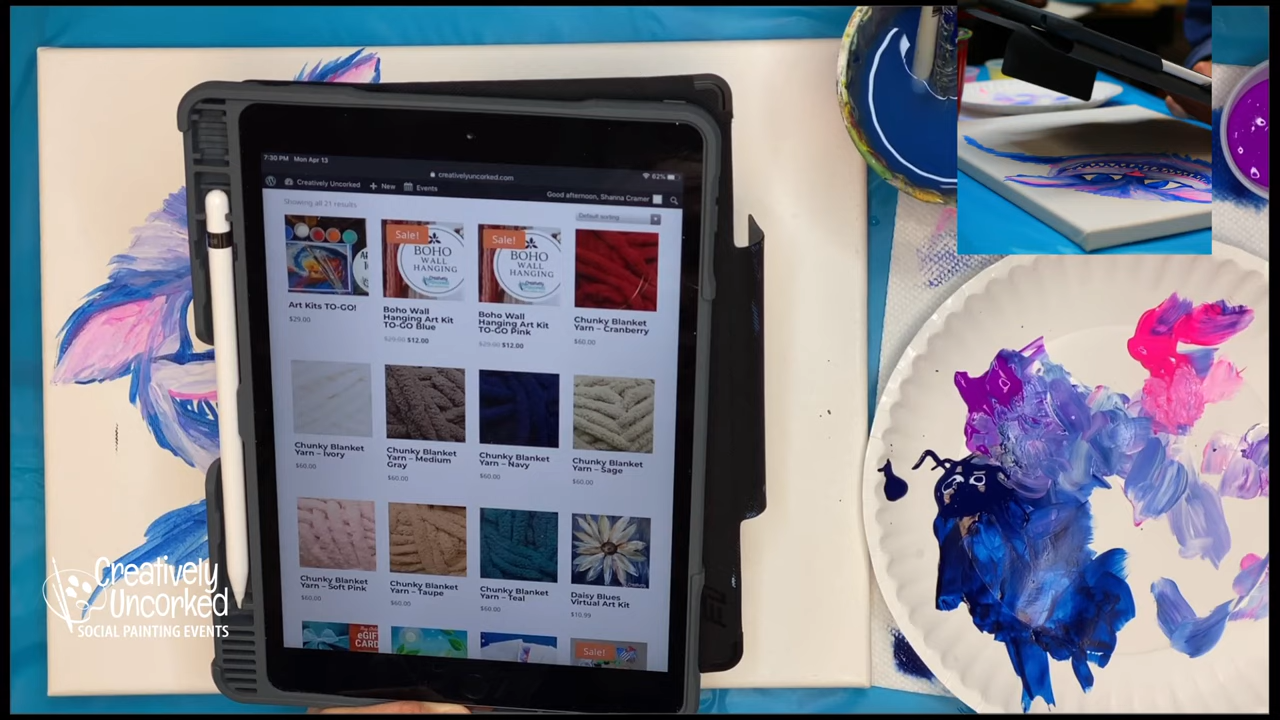 7:30 PM Mon Apr 13
creativelyuncorked.com
62%
Creatively Uncorked
New
Events
Good afternoon, Shanna Cramer
Showing all 21 results
Default sorting
Sale!
BOHO
WALL
HANGING
Sale!
BOHO
WALL
HANGING
Art Kits TO-GO!
$29.00
Boho Wall
Hanging Art Kit
TO-GO Blue
$29.00 $12.00
Boho Wall
Hanging Art Kit
TO-GO Pink
$29.00 $12.00
Chunky Blanket
Yarn – Cranberry
$60.00
Chunky Blanket
Yarn – Ivory
$60.00
Chunky Blanket
Yarn – Medium
Gray
$60.00
Chunky Blanket
Yarn – Navy
$60.00
Chunky Blanket
Yarn – Sage
$60.00
Chunky Blanket
Yarn – Soft Pink
$60.00
Chunky Blanket
Yarn – Taupe
$60.00
Chunky Blanket
Yarn – Teal
$60.00
Daisy Blues
Virtual Art Kit
$10.99
eGIFT
CARD
Sale!
Creatively
Uncorked
SOCIAL PAINTING EVENTS